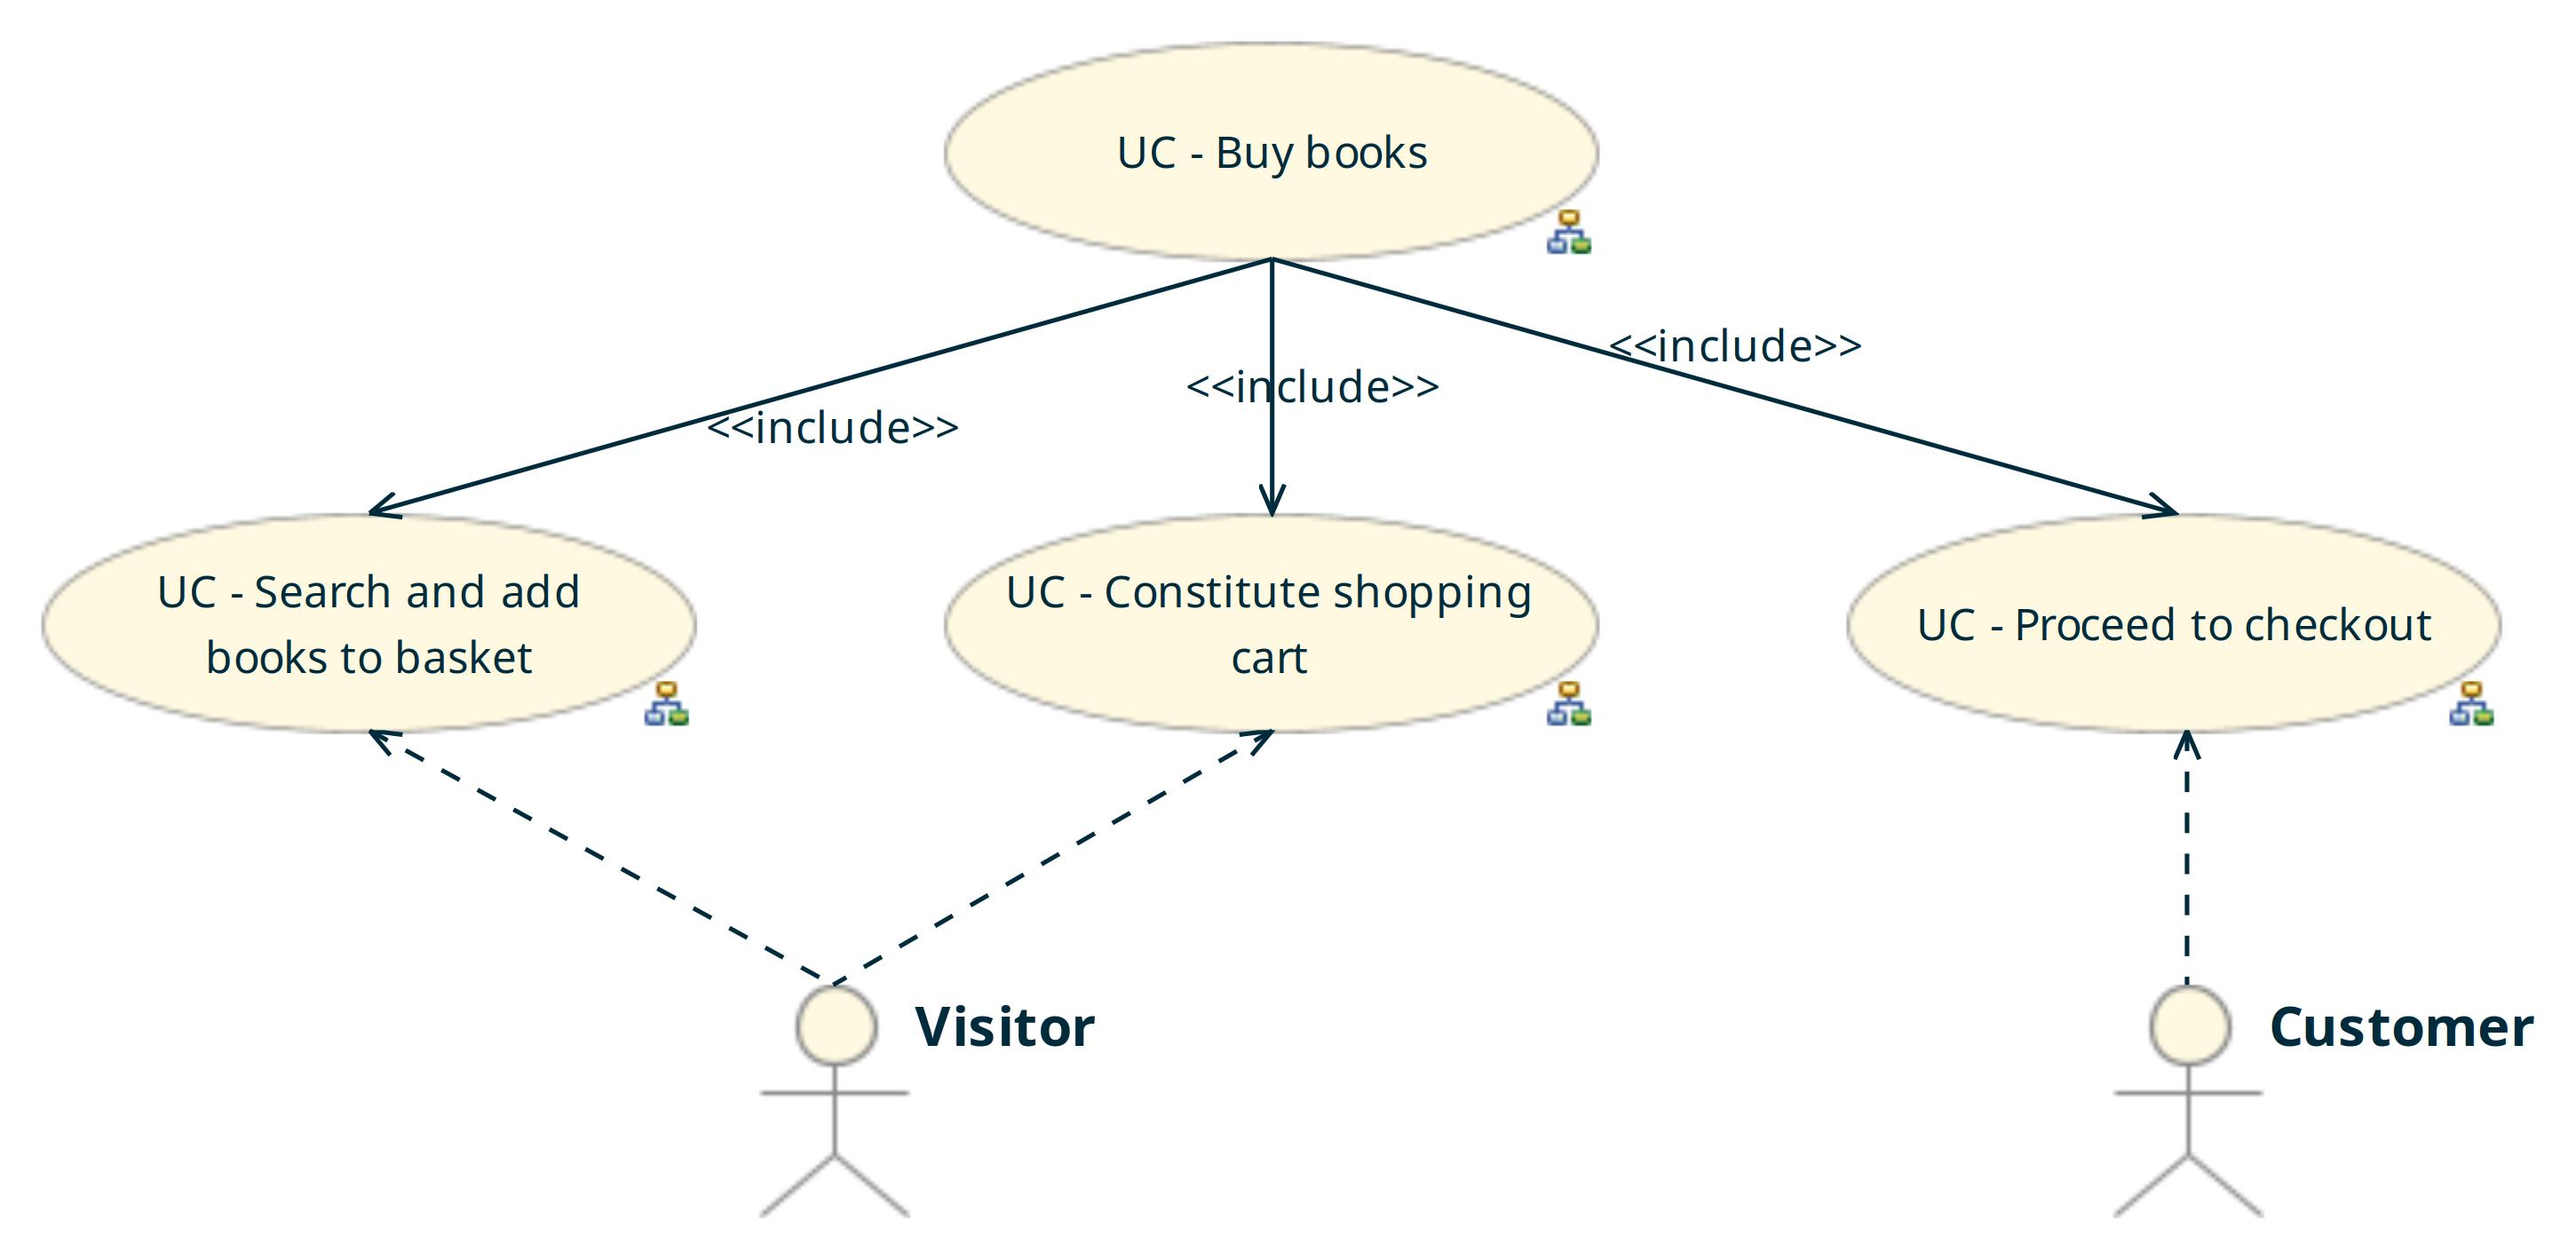 UC - Buy books
<<include>>
<<include>>
<<include>>
UC - Search and add
books to basket
UC - Constitute shopping
cart
UC - Proceed to checkout
Visitor
Customer